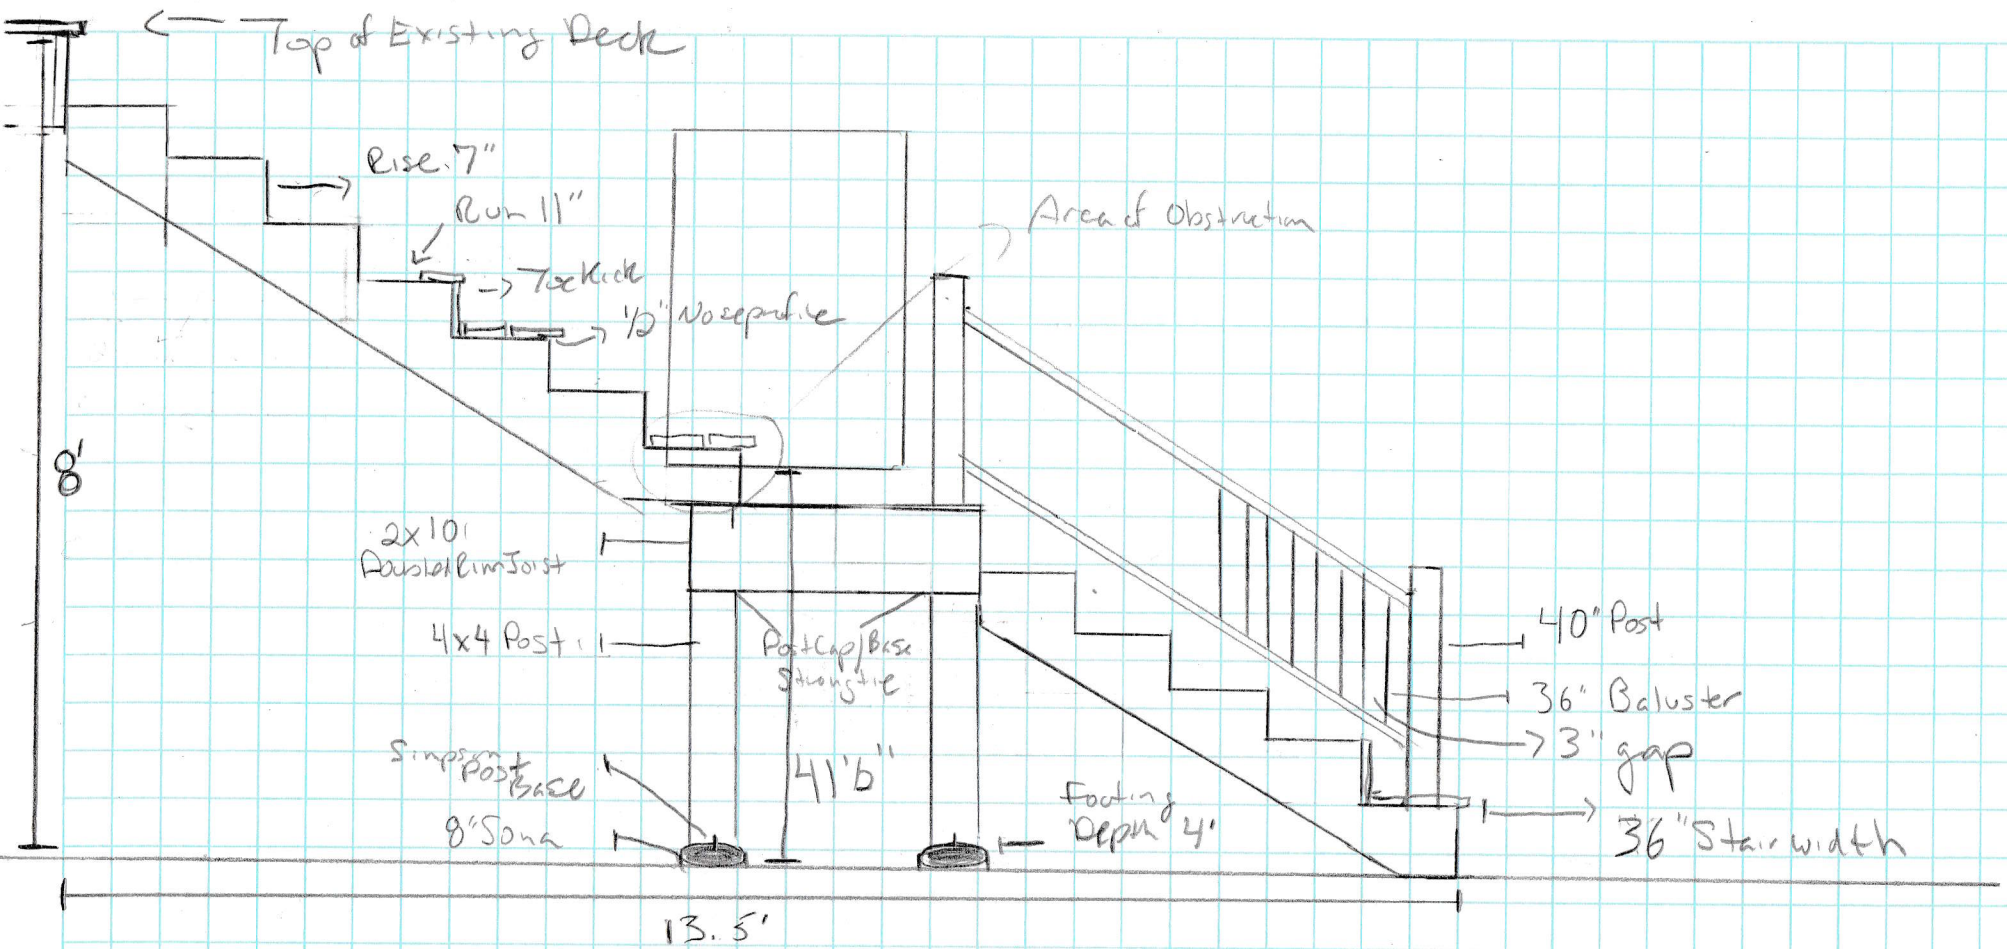 Top of Existing Deck
Rise.7"
Run 11"
Toe Kick
1/2" Noseprofile
Area of Obstruction
8'
2x10
Doubled Rim Joist
4x4 Post
Post Cap/Base
Strongtie
40" Post
36" Baluster
3" gap
Simpson
Post
Base
41'6"
8" Sona
Footing
Depth 4'
36" Stair width
13.5'